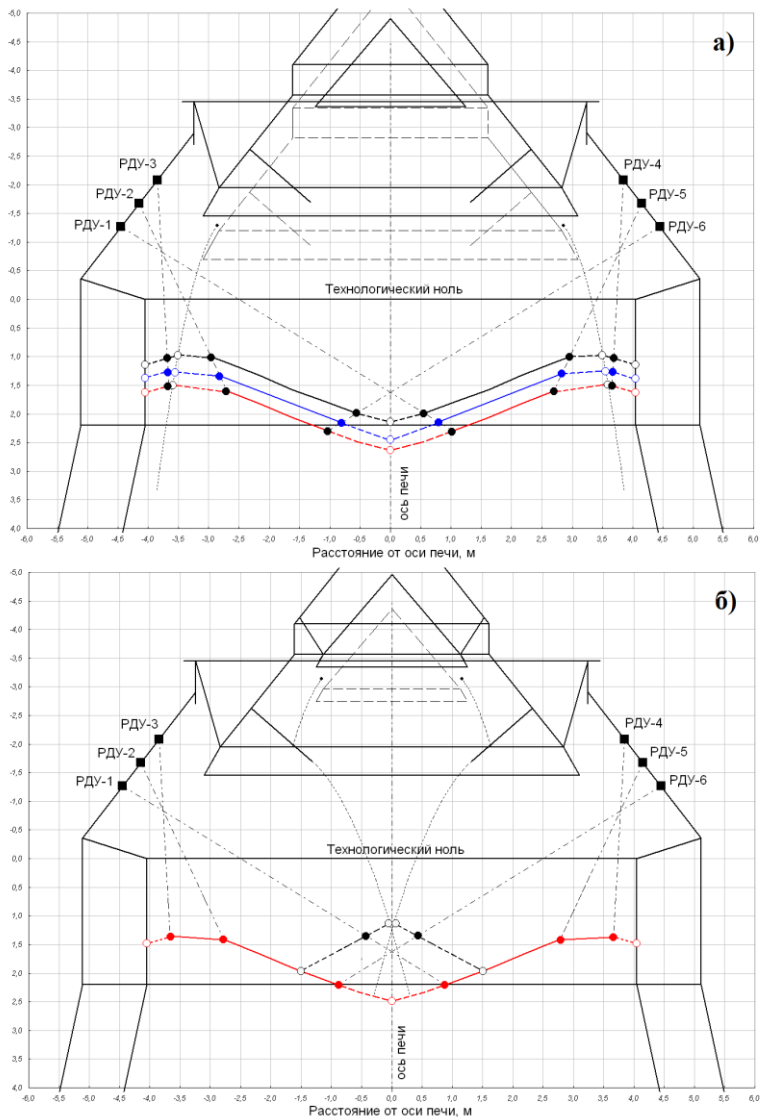 -5,0
а)
-4,5
-4,0
-3,5
-3,0
-2,5
РДУ-3 РДУ-4
-2,0
РДУ-2 РДУ-5
-1,5
РДУ-1 РДУ-6
-1,0
-0,5
Технологический ноль
0,0
0,5
1,0
1,5
2,0
2,5
3,0
3,5
ось печи
4,0
-6,0 -5,5 -5,0 -4,5 -4,0 -3,5 -3,0 -2,5 -2,0 -1,5 -1,0 -0,5 0,0 0,5 1,0 1,5 2,0 2,5 3,0 3,5 4,0 4,5 5,0 5,5 6,0
Расстояние от оси печи, м
-5,0
б)
-4,5
-4,0
-3,5
-3,0
-2,5
РДУ-3 РДУ-4
-2,0
РДУ-2 РДУ-5
-1,5
РДУ-1 РДУ-6
-1,0
-0,5
Технологический ноль
0,0
0,5
1,0
1,5
2,0
2,5
3,0
3,5
ось печи
4,0
-6,0 -5,5 -5,0 -4,5 -4,0 -3,5 -3,0 -2,5 -2,0 -1,5 -1,0 -0,5 0,0 0,5 1,0 1,5 2,0 2,5 3,0 3,5 4,0 4,5 5,0 5,5 6,0
Расстояние от оси печи, м